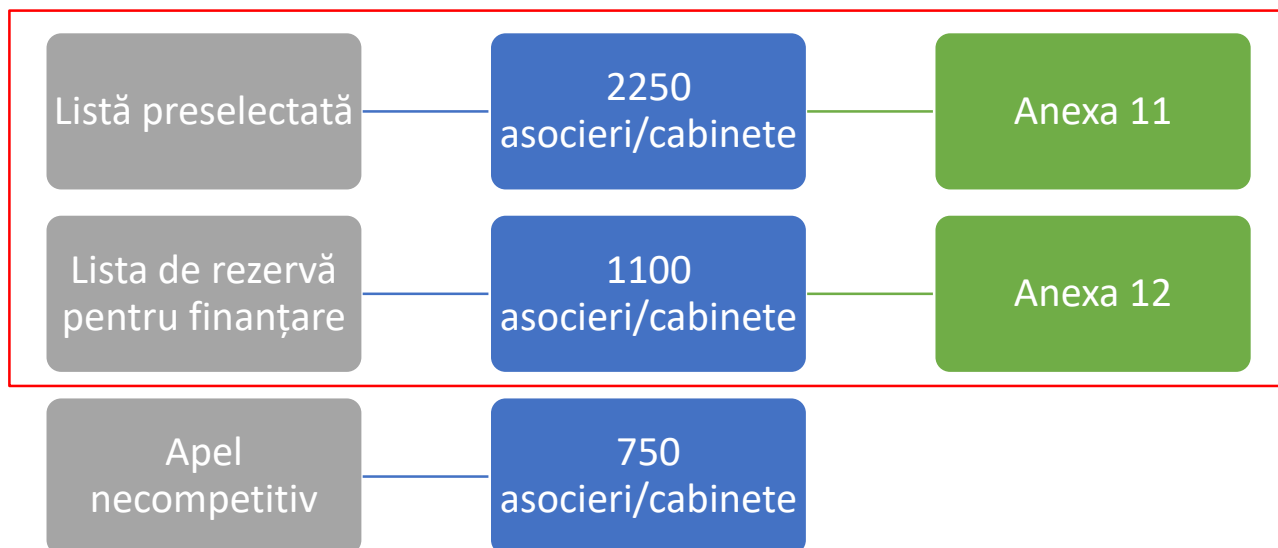 Listă preselectată
2250
asocieri/cabinete
Anexa 11
Lista de rezervă
pentru finanțare
1100
asocieri/cabinete
Anexa 12
Apel
necompetitiv
750
asocieri/cabinete